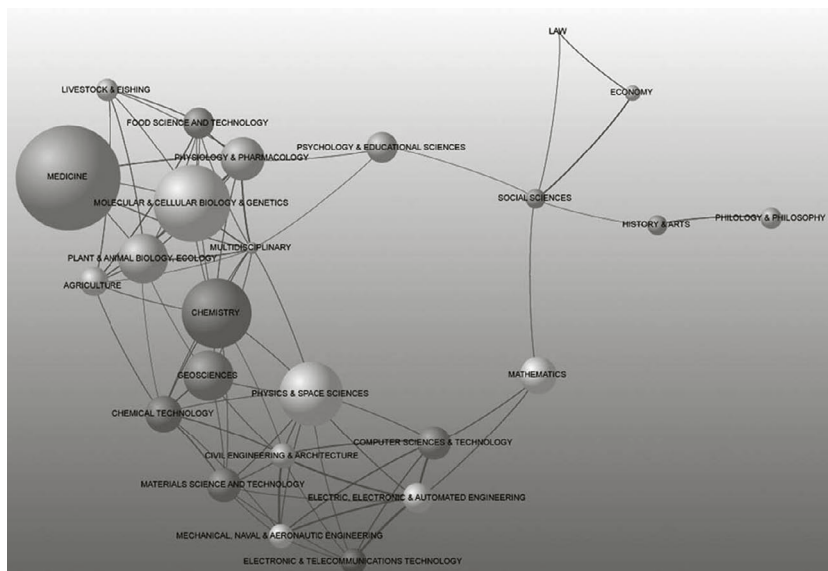 LAW
LIVESTOCK & FISHING
ECONOMY
FOOD SCIENCE AND TECHNOLOGY
PSYCHOLOGY & EDUCATIONAL SCIENCES
PHYSIOLOGY & PHARMACOLOGY
MEDICINE
SOCIAL SCIENCES
MOLECULAR & CELLULAR BIOLOGY & GENETICS
PHILOLOGY & PHILOSOPHY
HISTORY & ARTS
MULTIDISCIPLINARY
PLANT & ANIMAL BIOLOGY, ECOLOGY
AGRICULTURE
CHEMISTRY
MATHEMATICS
GEOSCIENCES
PHYSICS & SPACE SCIENCES
CHEMICAL TECHNOLOGY
COMPUTER SCIENCES & TECHNOLOGY
CIVIL ENGINEERING & ARCHITECTURE
MATERIALS SCIENCE AND TECHNOLOGY
ELECTRIC, ELECTRONIC & AUTOMATED ENGINEERING
MECHANICAL, NAVAL & AERONAUTIC ENGINEERING
ELECTRONIC & TELECOMMUNICATIONS TECHNOLOGY